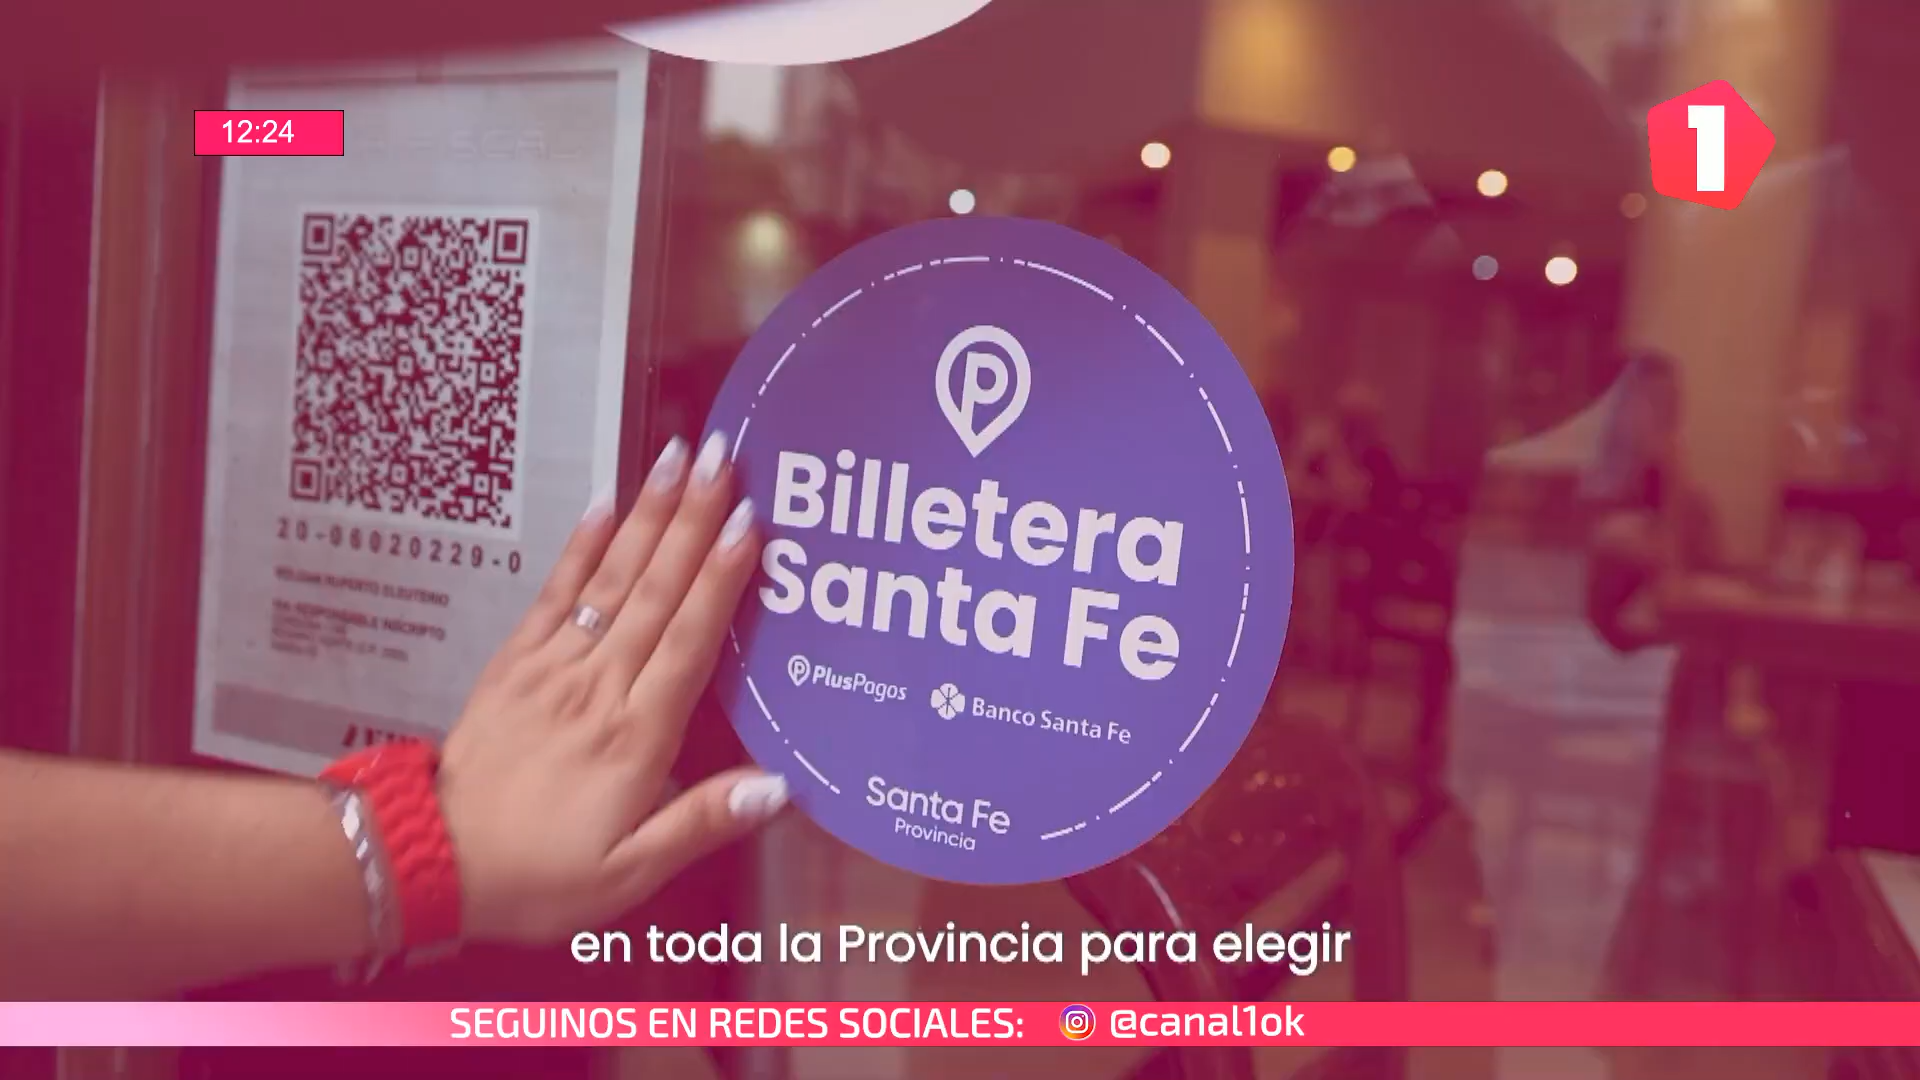 12:24
1
20-06020229-0
P
Billetera
Santa Fe
PlusPagos
Banco Santa Fe
Santa Fe
Provincia
en toda la Provincia para elegir
SEGUINOS EN REDES SOCIALES: @canal1ok